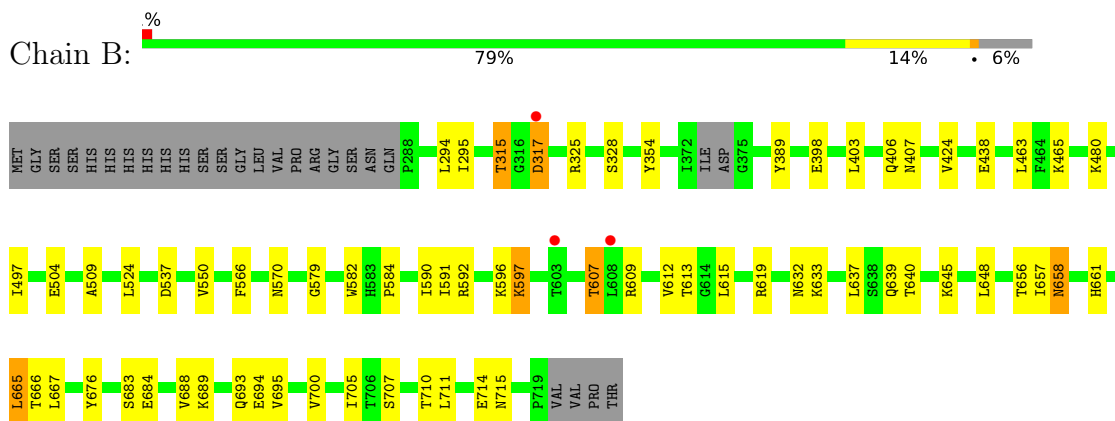 .%
Chain B:
79% 14% • 6%
MET GLY SER SER HIS HIS HIS HIS HIS HIS SER SER GLY LEU VAL PRO ARG GLY SER ASN GLN P288 L294 I295 T315 G316 D317 R325 S328 Y354 I372 ILE ASP G375 Y389 E398 L403 Q406 N407 V424 E438 L463 F464 K465 K480
I497 E504 A509 L524 D537 V550 F566 N570 G579 W582 H583 P584 I590 I591 R592 K596 K597 T603 T607 L608 R609 V612 T613 G614 L615 R619 N632 K633 L637 S638 Q639 T640 K645 L648 T656 I657 N658 H661
L665 T666 L667 Y676 S683 E684 V688 K689 Q693 E694 V695 V700 I705 T706 S707 T710 L711 E714 N715 P719 VAL VAL PRO THR